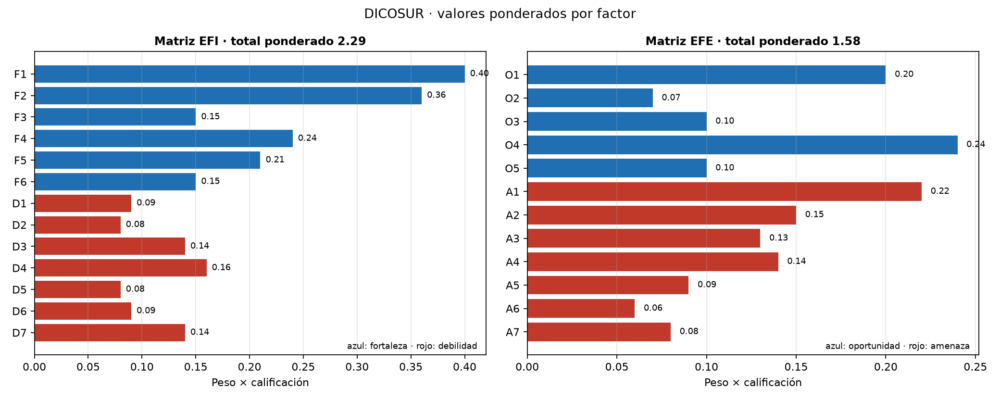 DICOSUR · valores ponderados por factor
Matriz EFI · total ponderado 2.29
F1 0.40
F2 0.36
F3 0.15
F4 0.24
F5 0.21
F6 0.15
D1 0.09
D2 0.08
D3 0.14
D4 0.16
D5 0.08
D6 0.09
D7 0.14
azul: fortaleza · rojo: debilidad
0.00 0.05 0.10 0.15 0.20 0.25 0.30 0.35 0.40
Peso × calificación
Matriz EFE · total ponderado 1.58
O1 0.20
O2 0.07
O3 0.10
O4 0.24
O5 0.10
A1 0.22
A2 0.15
A3 0.13
A4 0.14
A5 0.09
A6 0.06
A7 0.08
azul: oportunidad · rojo: amenaza
0.00 0.05 0.10 0.15 0.20 0.25
Peso × calificación